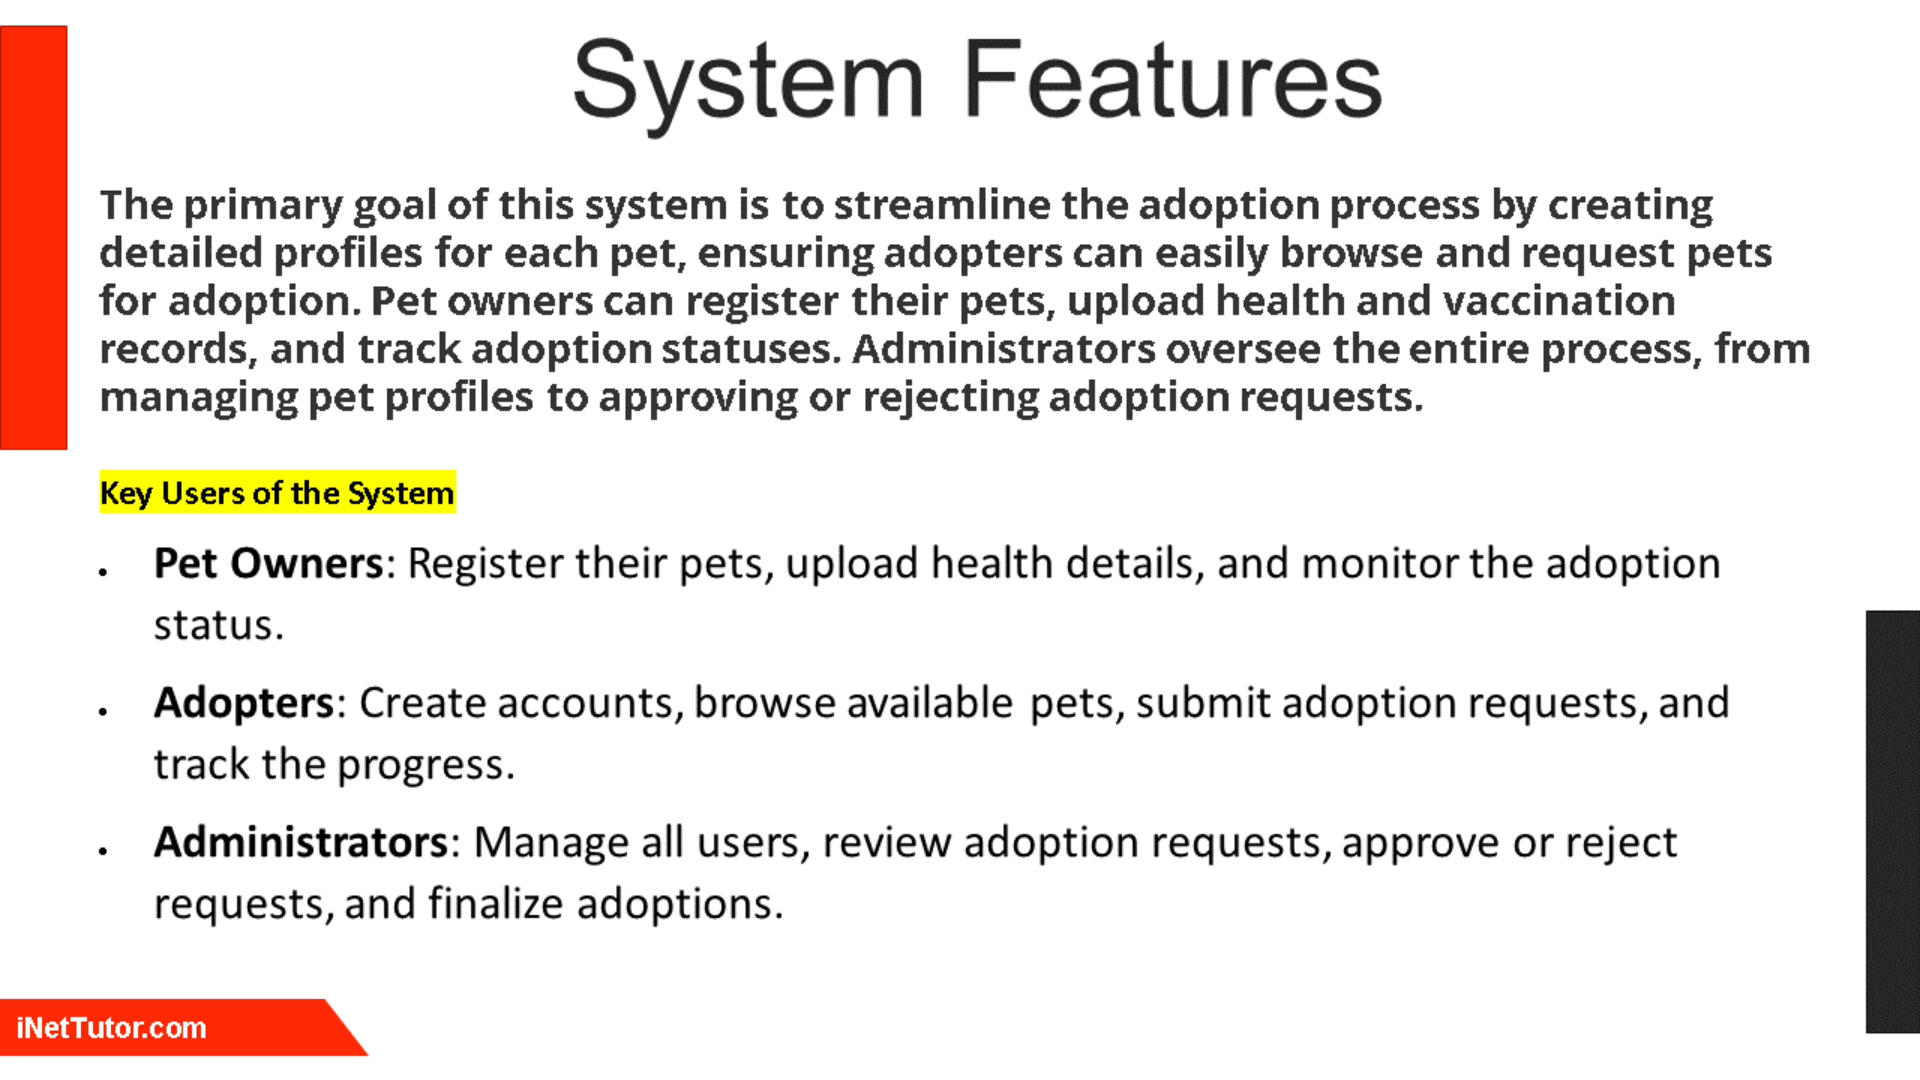 System Features
The primary goal of this system is to streamline the adoption process by creating
detailed profiles for each pet, ensuring adopters can easily browse and request pets
for adoption. Pet owners can register their pets, upload health and vaccination
records, and track adoption statuses. Administrators oversee the entire process, from
managing pet profiles to approving or rejecting adoption requests.
Key Users of the System
• Pet Owners: Register their pets, upload health details, and monitor the adoption
status.
• Adopters: Create accounts, browse available pets, submit adoption requests, and
track the progress.
• Administrators: Manage all users, review adoption requests, approve or reject
requests, and finalize adoptions.
iNetTutor.com